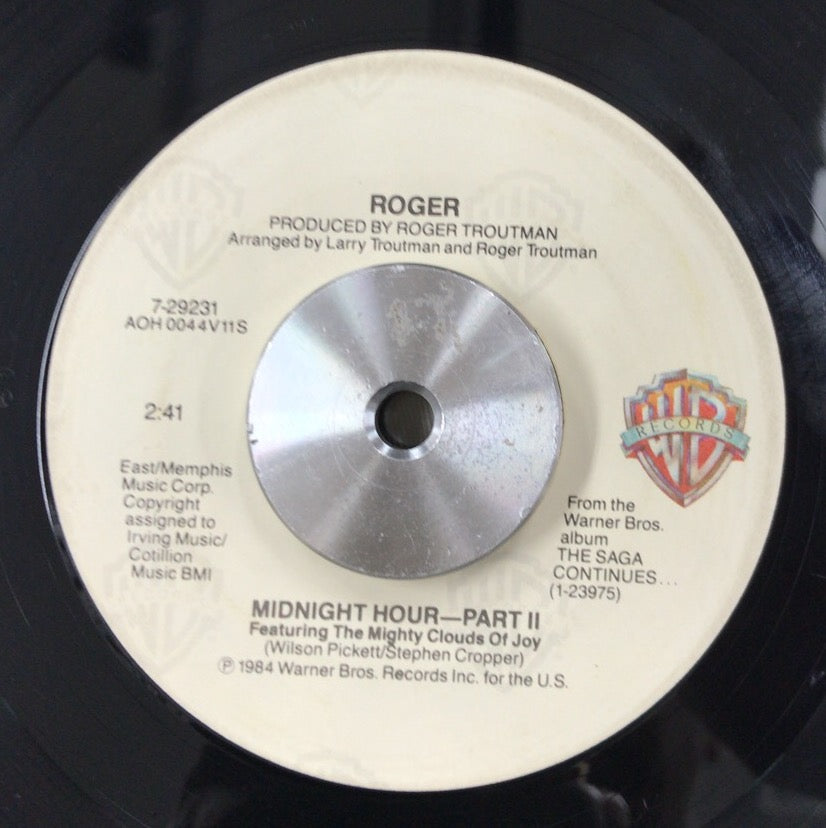 ROGER
PRODUCED BY ROGER TROUTMAN
Arranged by Larry Troutman and Roger Troutman
7-29231
AOH 0044V11S
2:41
East/Memphis
Music Corp.
Copyright
assigned to
Irving Music/
Cotillion
Music BMI
WB
RECORDS
From the
Warner Bros.
album
THE SAGA
CONTINUES...
(1-23975)
MIDNIGHT HOUR—PART II
Featuring The Mighty Clouds Of Joy
(Wilson Pickett/Stephen Cropper)
℗ 1984 Warner Bros. Records Inc. for the U.S.